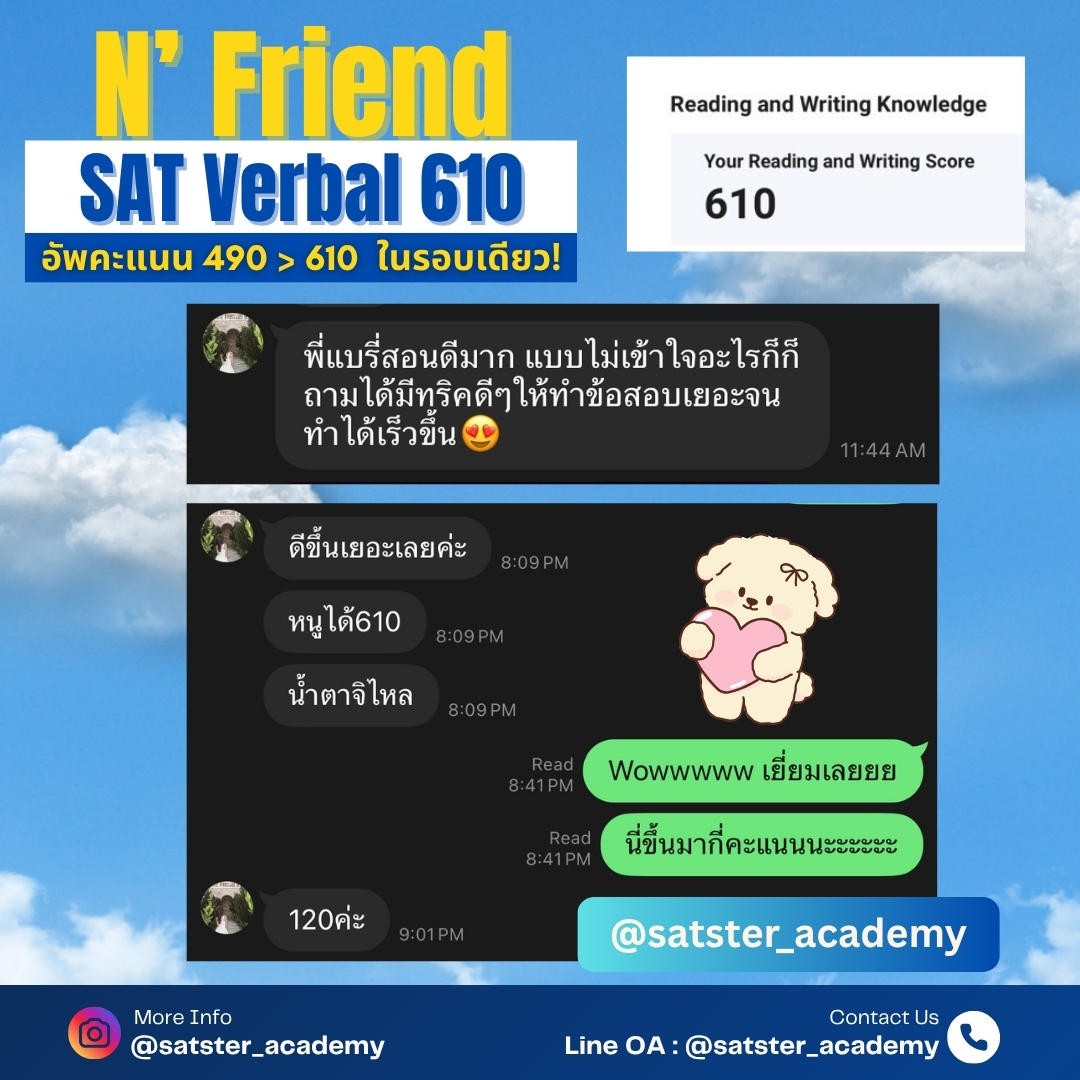 N’ Friend
SAT Verbal 610
อัพคะแนน 490 > 610 ในรอบเดียว!
Reading and Writing Knowledge
Your Reading and Writing Score
610
พี่แบรี่สอนดีมาก แบบไม่เข้าใจอะไรก็ก็
ถามได้มีทริคดีๆให้ทำข้อสอบเยอะจน
ทำได้เร็วขึ้น😍
11:44 AM
ดีขึ้นเยอะเลยค่ะ
8:09 PM
หนูได้610
8:09 PM
น้ำตาจิไหล
8:09 PM
Wowwwww เยี่ยมเลยยย
Read
8:41 PM
นี่ขึ้นมากี่คะแนนนะะะะะะ
Read
8:41 PM
120ค่ะ
9:01 PM
@satster_academy
More Info
@satster_academy
Contact Us
Line OA : @satster_academy